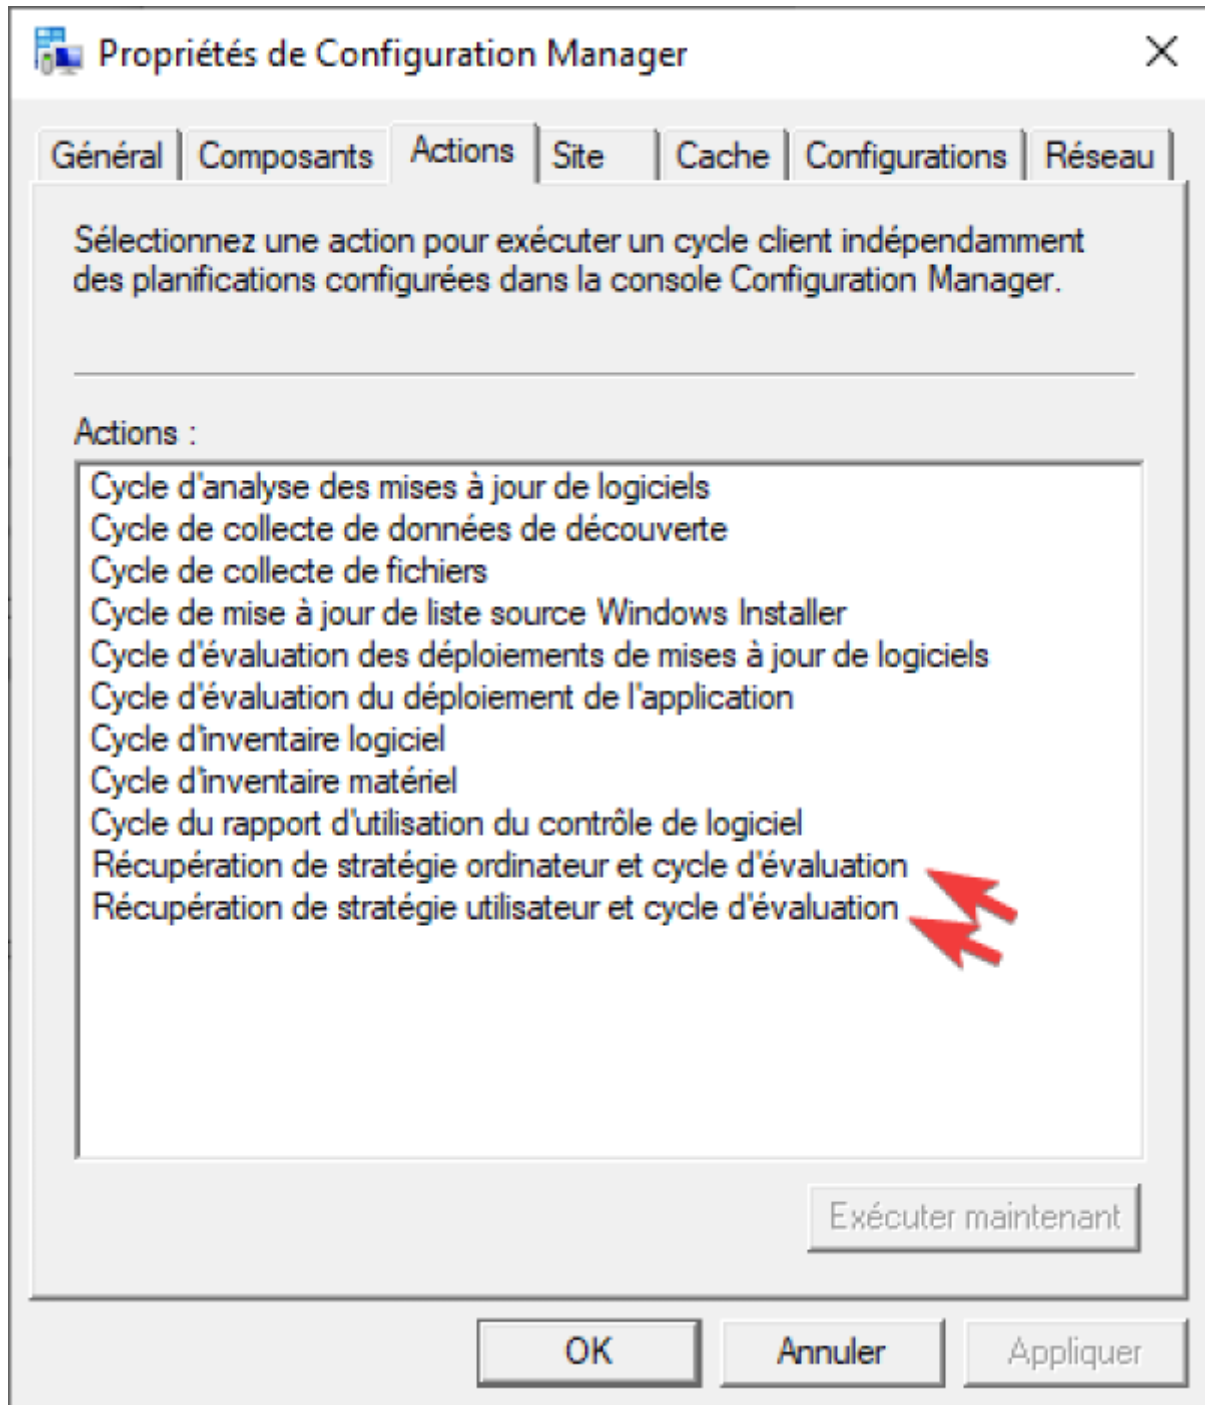 Propriétés de Configuration Manager
Général Composants Actions Site Cache Configurations Réseau
Sélectionnez une action pour exécuter un cycle client indépendamment
des planifications configurées dans la console Configuration Manager.
Actions :
Cycle d'analyse des mises à jour de logiciels
Cycle de collecte de données de découverte
Cycle de collecte de fichiers
Cycle de mise à jour de liste source Windows Installer
Cycle d'évaluation des déploiements de mises à jour de logiciels
Cycle d'évaluation du déploiement de l'application
Cycle d'inventaire logiciel
Cycle d'inventaire matériel
Cycle du rapport d'utilisation du contrôle de logiciel
Récupération de stratégie ordinateur et cycle d'évaluation
Récupération de stratégie utilisateur et cycle d'évaluation
Exécuter maintenant
OK Annuler Appliquer